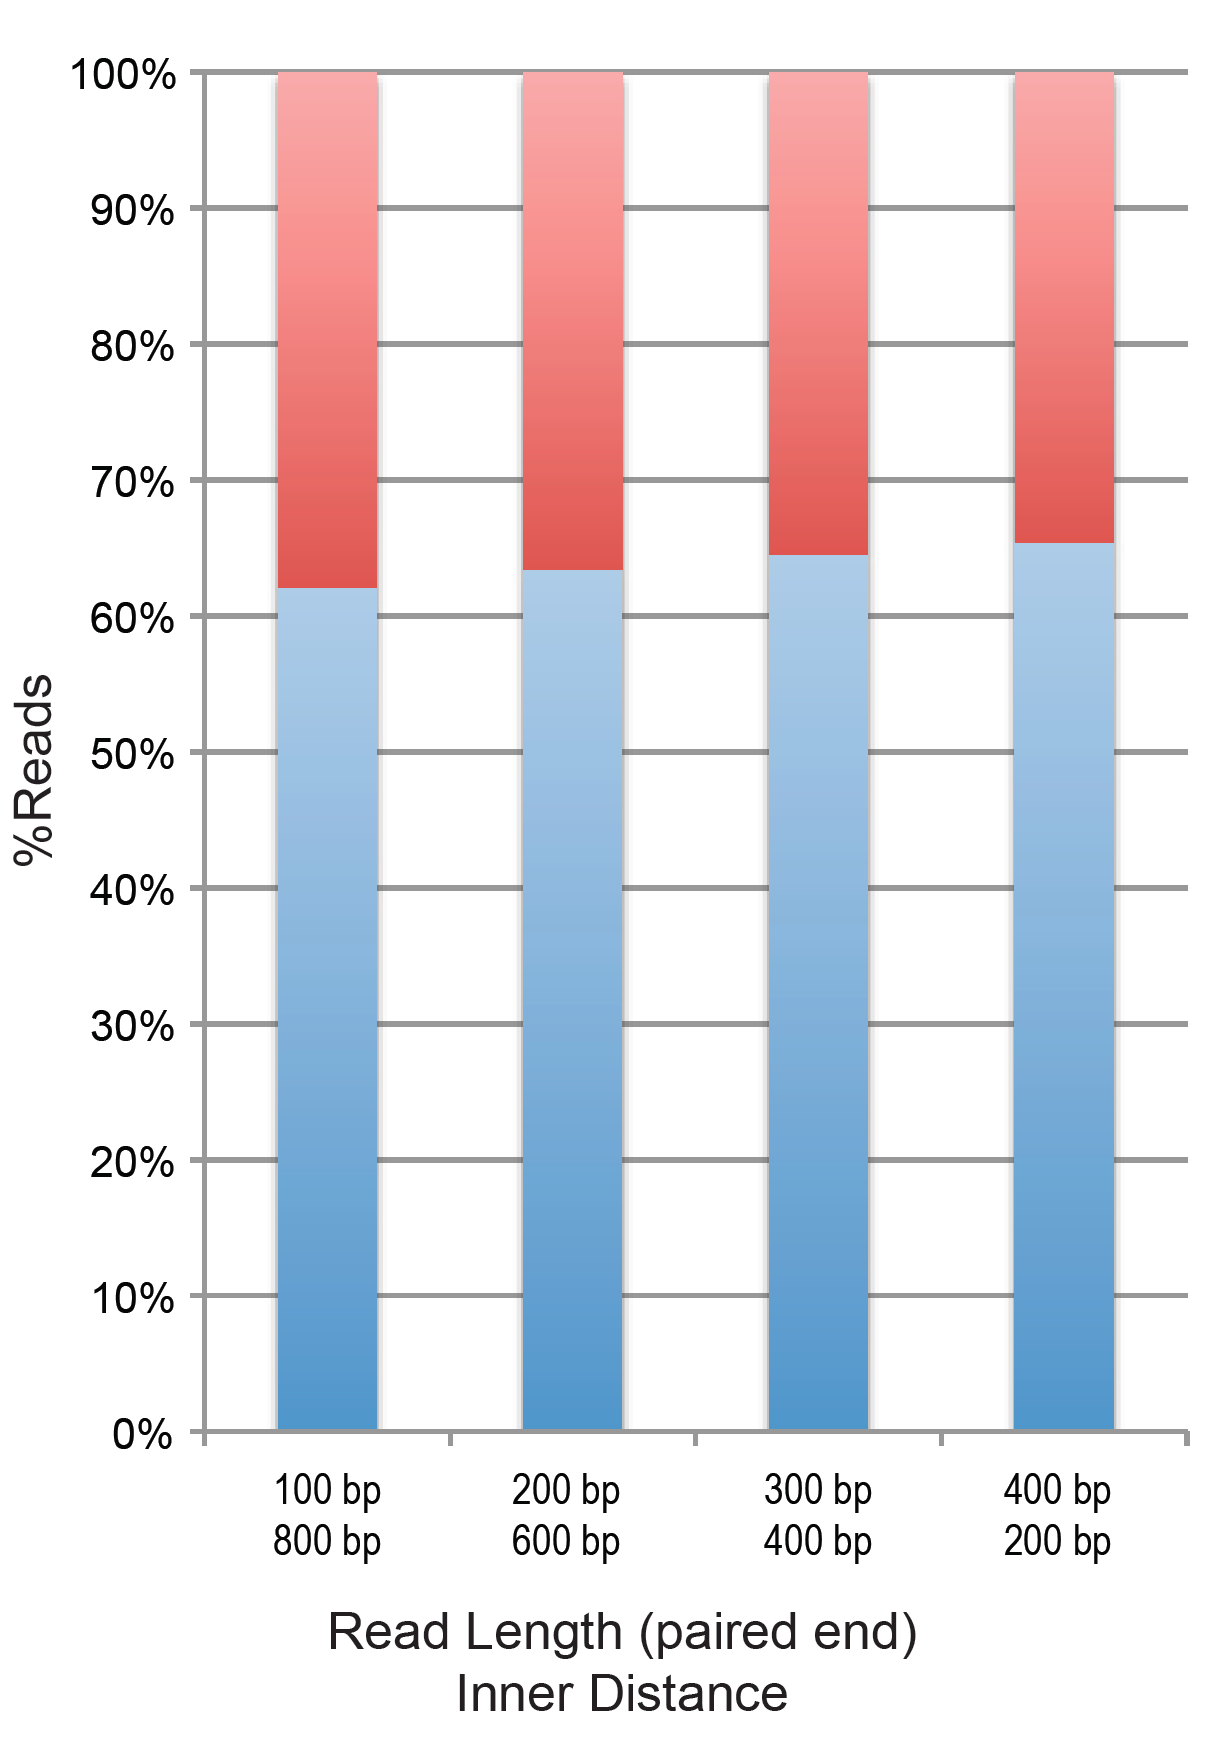 100%
90%
80%
70%
60%
50%
40%
30%
20%
10%
0%
%Reads
100 bp 200 bp 300 bp 400 bp
800 bp 600 bp 400 bp 200 bp
Read Length (paired end)
Inner Distance